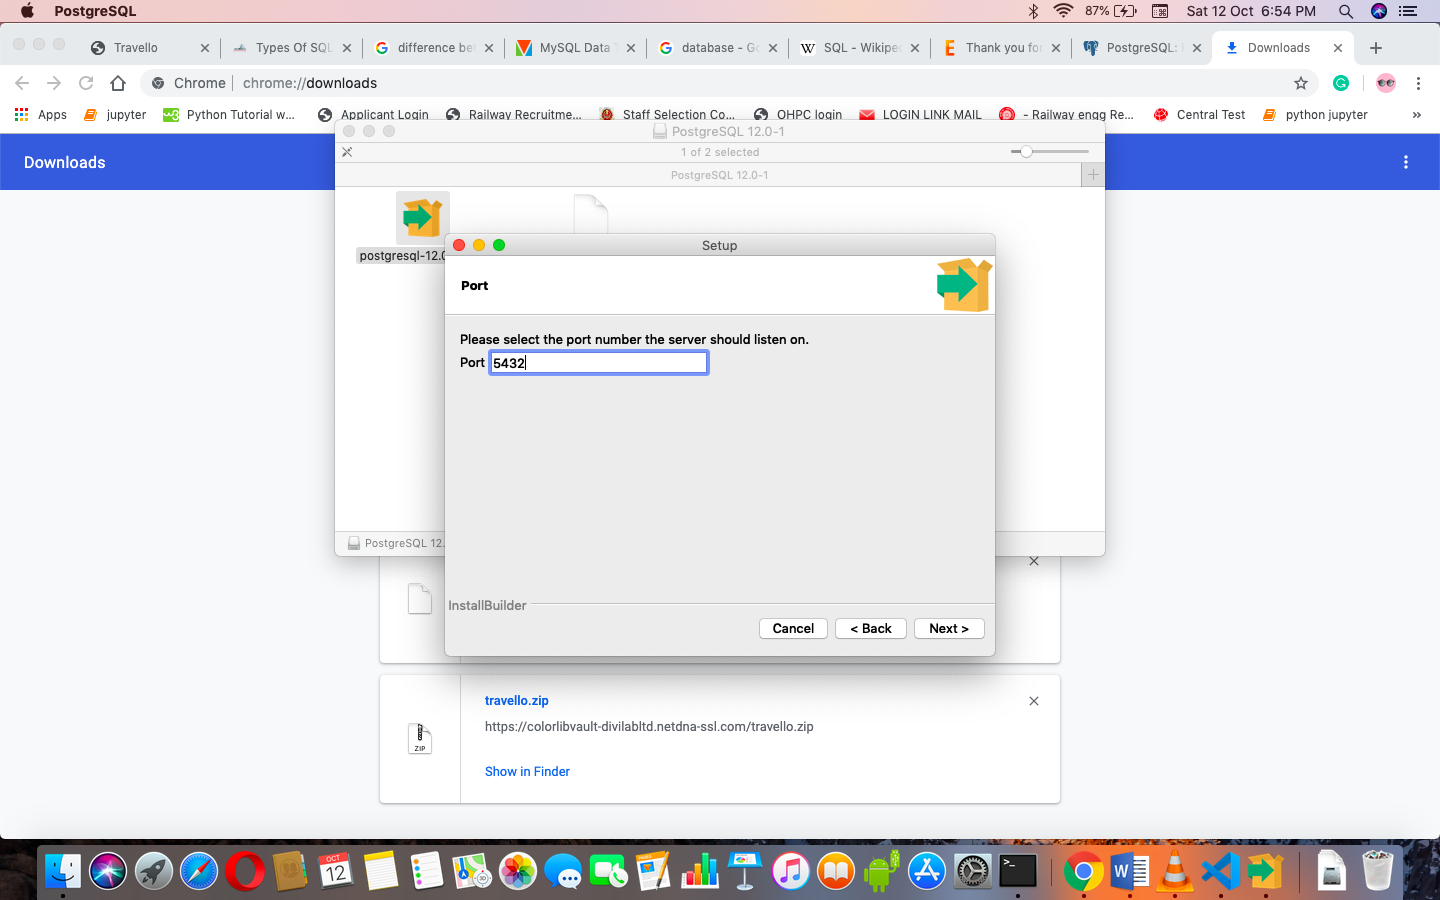 PostgreSQL
87%
Sat 12 Oct 6:54 PM
Travello
Types Of SQL
difference be
MySQL Data T
database - Go
SQL - Wikipe
Thank you fo
PostgreSQL:
Downloads
Chrome
chrome://downloads
Apps
jupyter
Python Tutorial w...
Applicant Login
Railway Recruitme...
Staff Selection Co...
OHPC login
LOGIN LINK MAIL
- Railway engg Re...
Central Test
python jupyter
»
Downloads
PostgreSQL 12.0-1
1 of 2 selected
PostgreSQL 12.0-1
postgresql-12.0
Setup
Port
Please select the port number the server should listen on.
Port 5432
PostgreSQL 12.
InstallBuilder
Cancel
< Back
Next >
travello.zip
https://colorlibvault-divilabltd.netdna-ssl.com/travello.zip
ZIP
Show in Finder
OCT
12